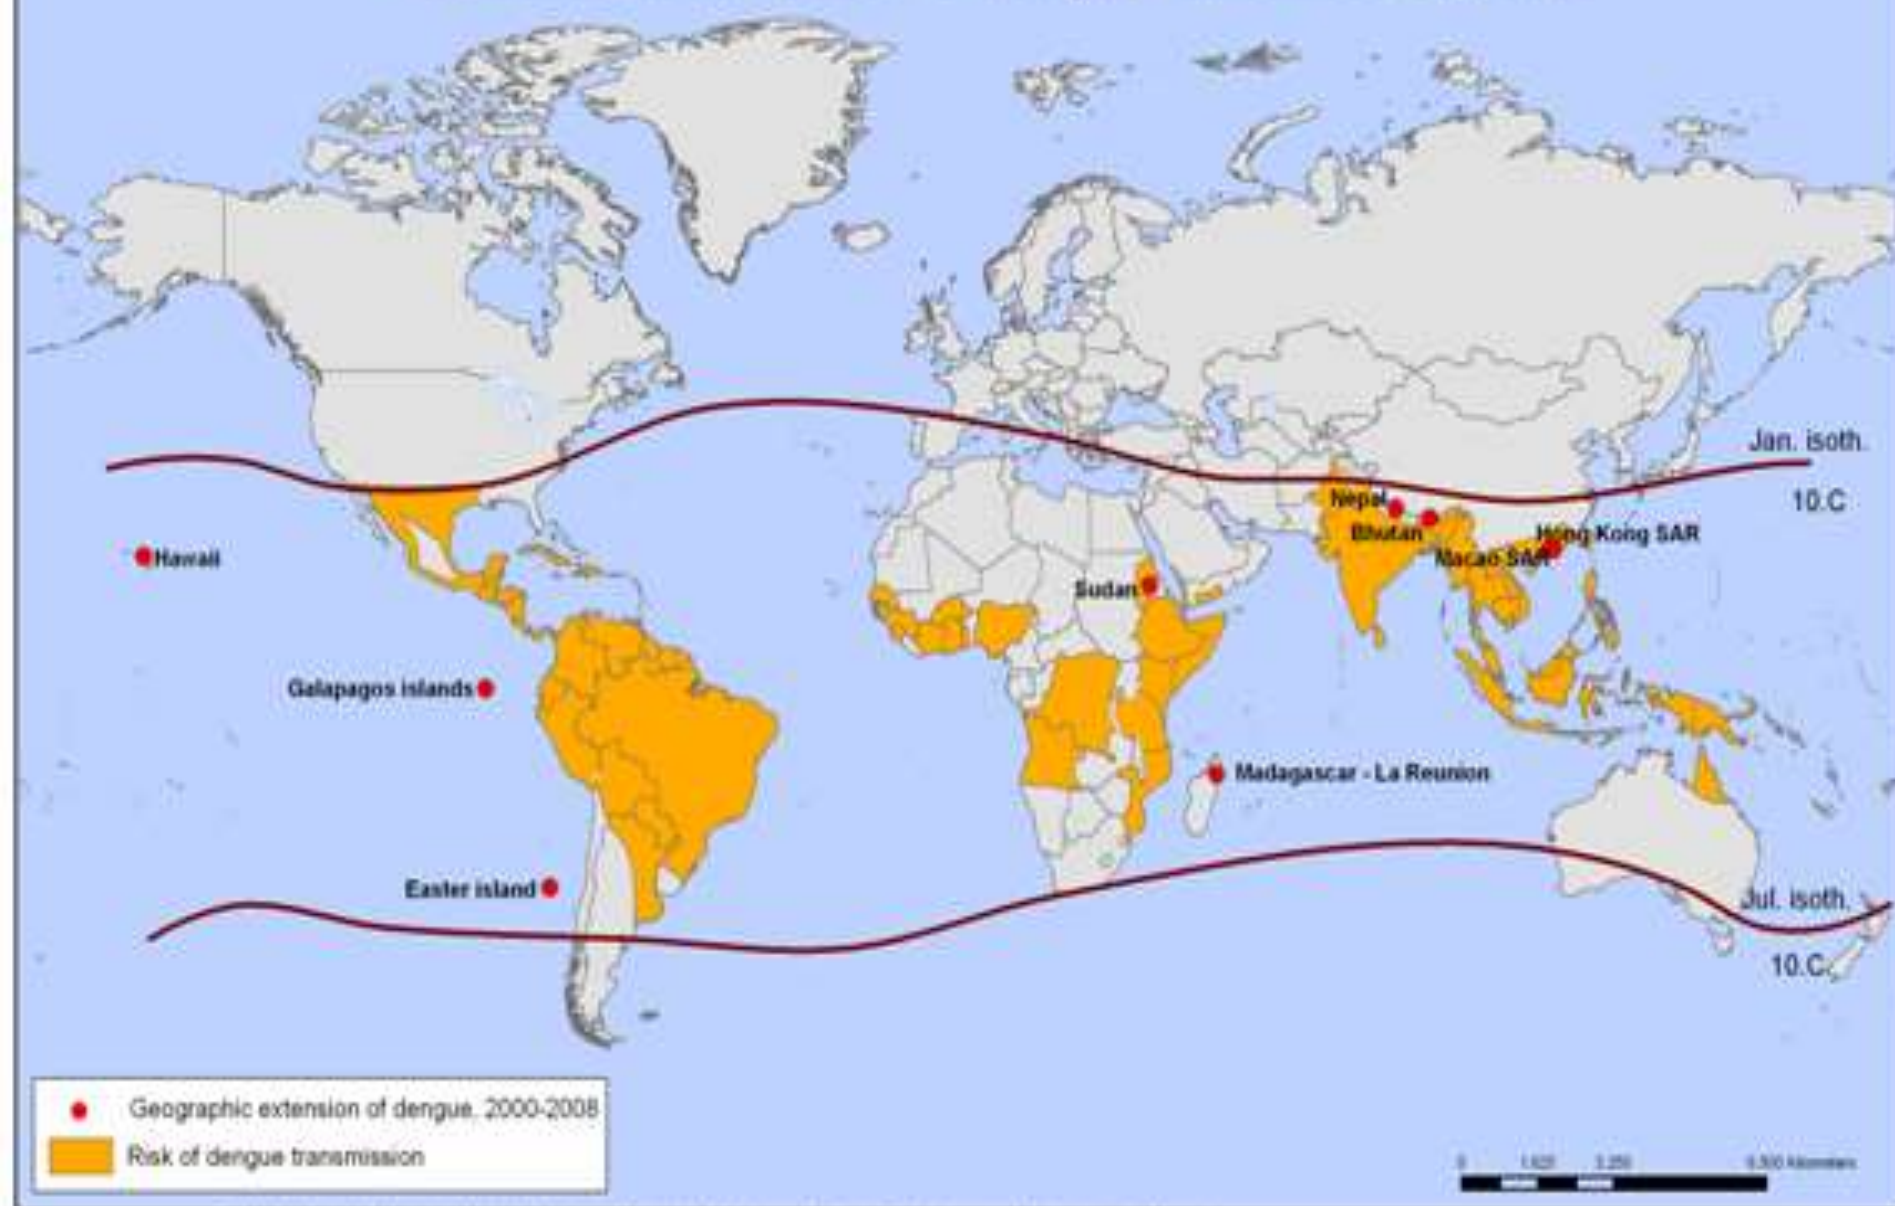 Jan. isoth.
10.C
Nepal
Bhutan
Hong Kong SAR
Macao SAR
Hawaii
Sudan
Galapagos islands
Madagascar - La Reunion
Easter island
Jul. isoth.
10.C
Geographic extension of dengue, 2000-2008
Risk of dengue transmission
0